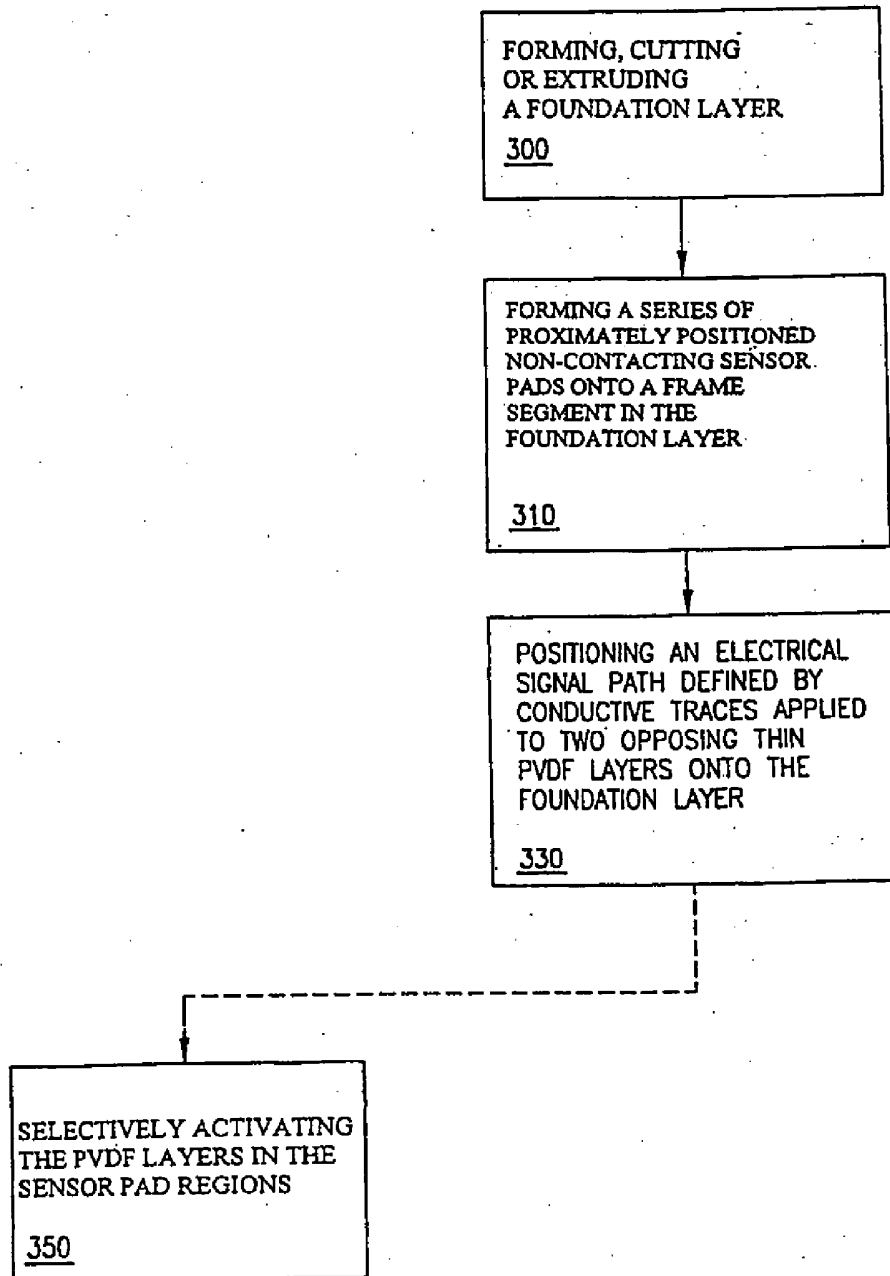 FORMING, CUTTING
OR EXTRUDING
A FOUNDATION LAYER
300
FORMING A SERIES OF
PROXIMATELY POSITIONED
NON-CONTACTING SENSOR
PADS ONTO A FRAME
SEGMENT IN THE
FOUNDATION LAYER
310
POSITIONING AN ELECTRICAL
SIGNAL PATH DEFINED BY
CONDUCTIVE TRACES APPLIED
TO TWO OPPOSING THIN
PVDF LAYERS ONTO THE
FOUNDATION LAYER
330
SELECTIVELY ACTIVATING
THE PVDF LAYERS IN THE
SENSOR PAD REGIONS
350